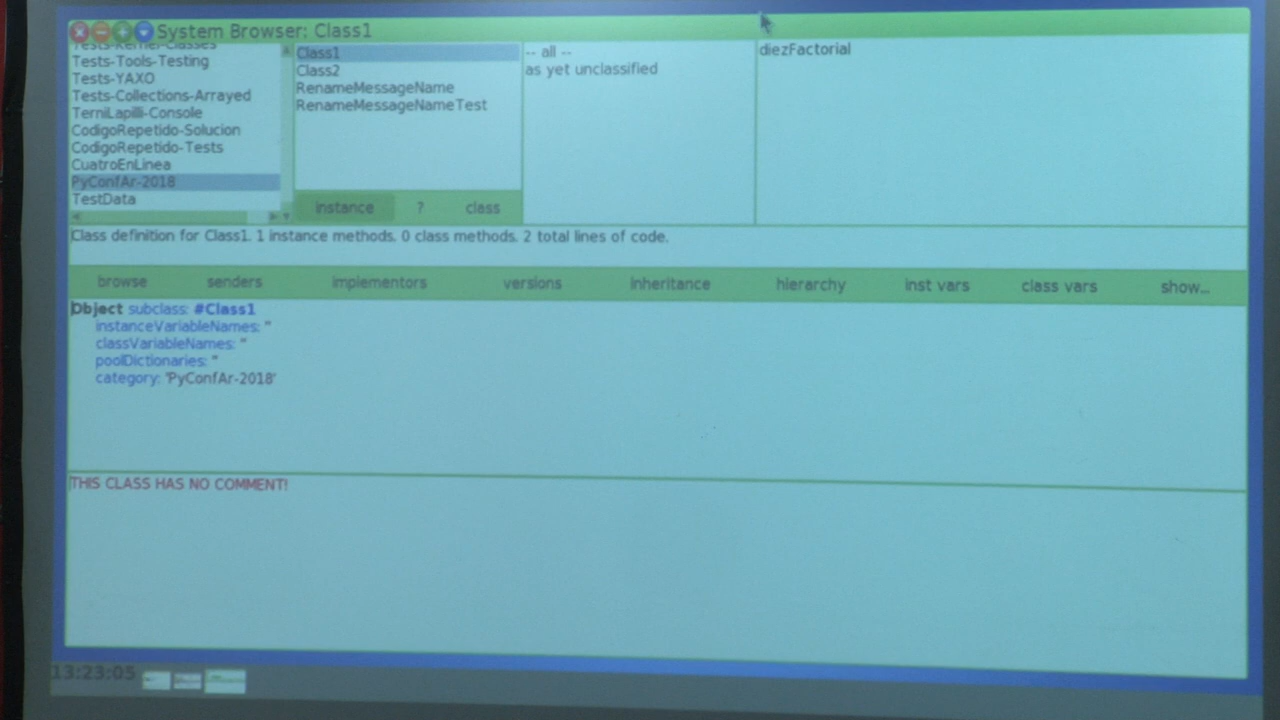 System Browser: Class1
Tests-Kernel-Classes
Tests-Tools-Testing
Tests-YAXO
Tests-Collections-Arrayed
TerniLapilli-Console
CodigoRepetido-Solucion
CodigoRepetido-Tests
CuatroEnLinea
PyConfAr-2018
TestData
Class1
Class2
RenameMessageName
RenameMessageNameTest
instance ? class
-- all --
as yet unclassified
diezFactorial
Class definition for Class1. 1 instance methods. 0 class methods. 2 total lines of code.
browse senders implementors versions inheritance hierarchy inst vars class vars show...
Object subclass: #Class1
instanceVariableNames: ''
classVariableNames: ''
poolDictionaries: ''
category: 'PyConfAr-2018'
THIS CLASS HAS NO COMMENT!
13:23:05